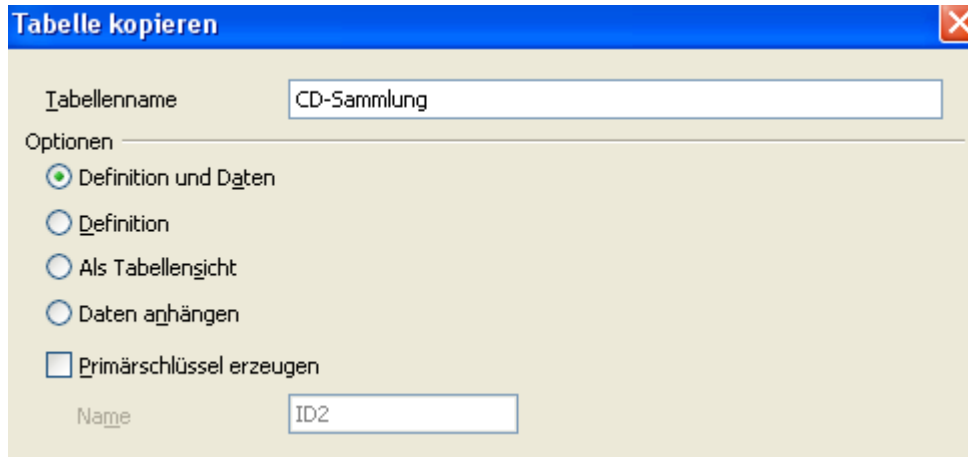 Tabelle kopieren
Tabellenname CD-Sammlung
Optionen
Definition und Daten
Definition
Als Tabellensicht
Daten anhängen
Primärschlüssel erzeugen
Name ID2